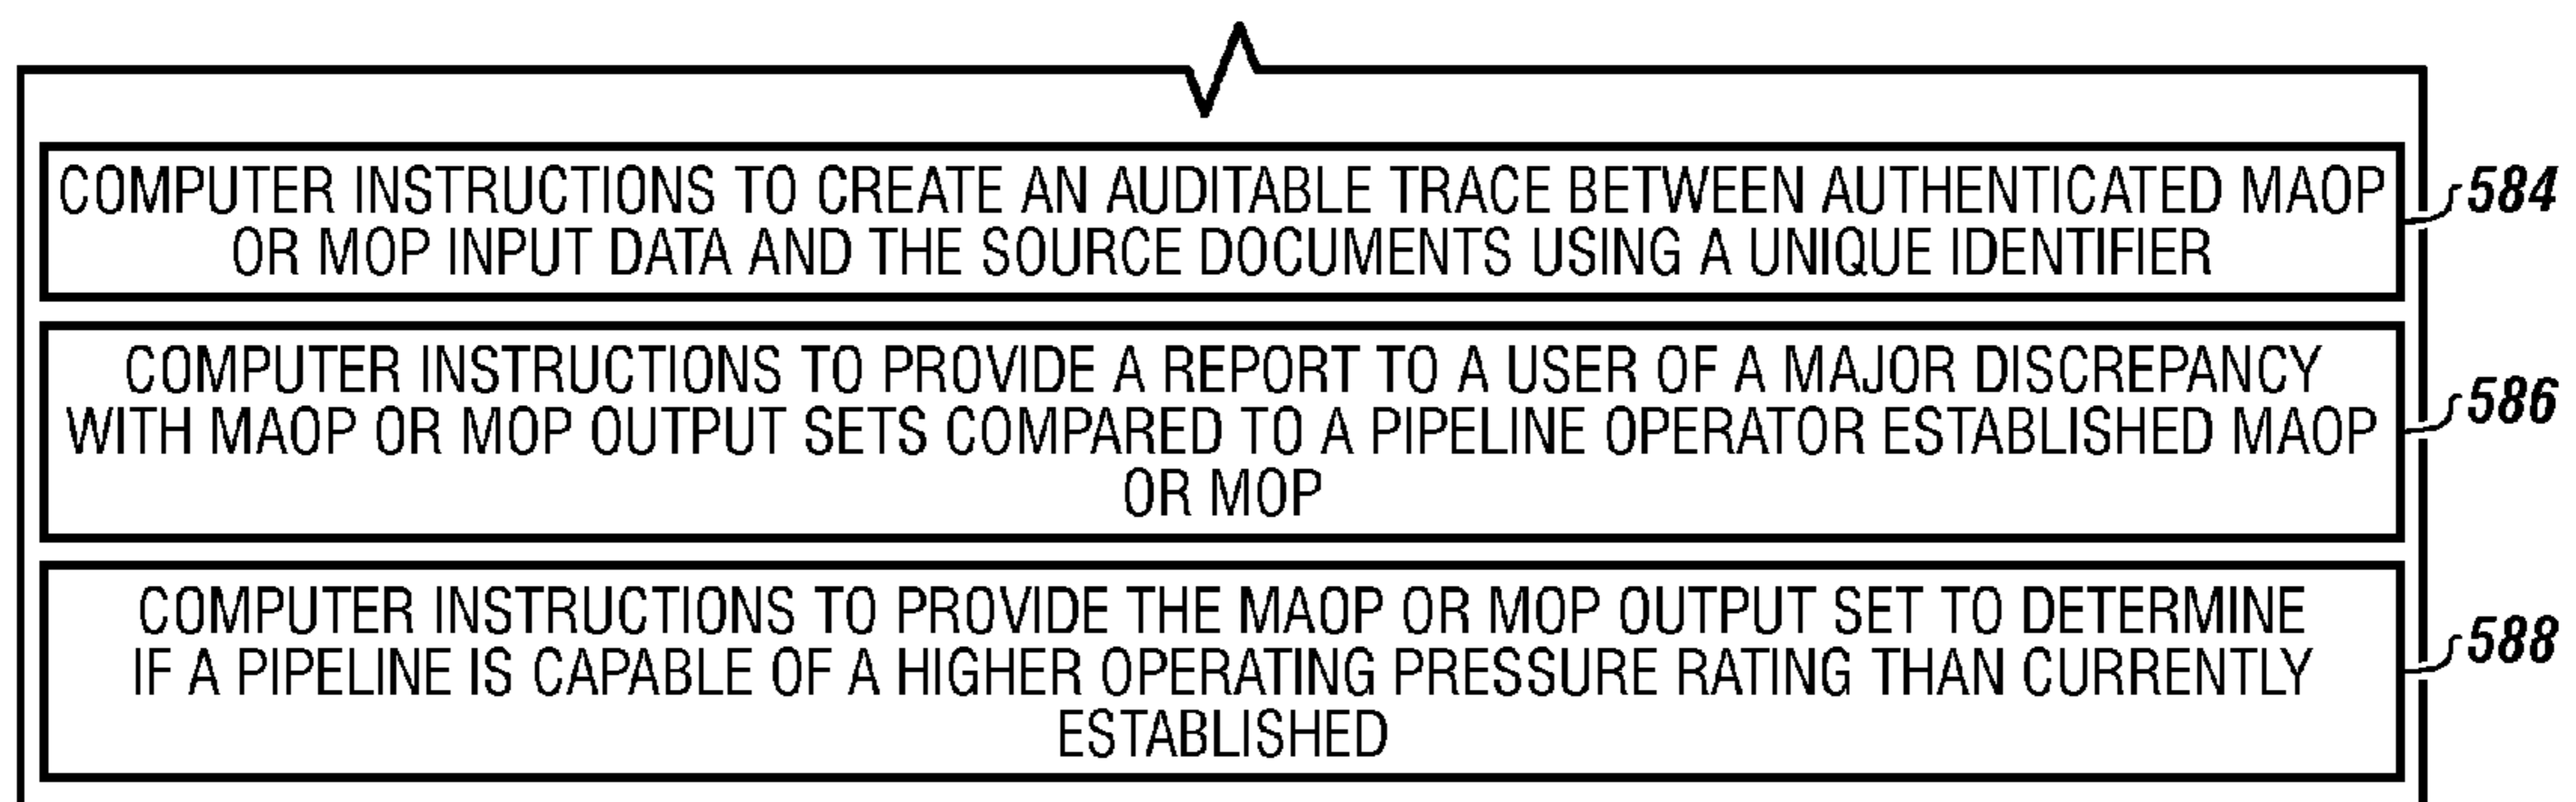 COMPUTER INSTRUCTIONS TO CREATE AN AUDITABLE TRACE BETWEEN AUTHENTICATED MAOP
OR MOP INPUT DATA AND THE SOURCE DOCUMENTS USING A UNIQUE IDENTIFIER
584
COMPUTER INSTRUCTIONS TO PROVIDE A REPORT TO A USER OF A MAJOR DISCREPANCY
WITH MAOP OR MOP OUTPUT SETS COMPARED TO A PIPELINE OPERATOR ESTABLISHED MAOP
OR MOP
586
COMPUTER INSTRUCTIONS TO PROVIDE THE MAOP OR MOP OUTPUT SET TO DETERMINE
IF A PIPELINE IS CAPABLE OF A HIGHER OPERATING PRESSURE RATING THAN CURRENTLY
ESTABLISHED
588